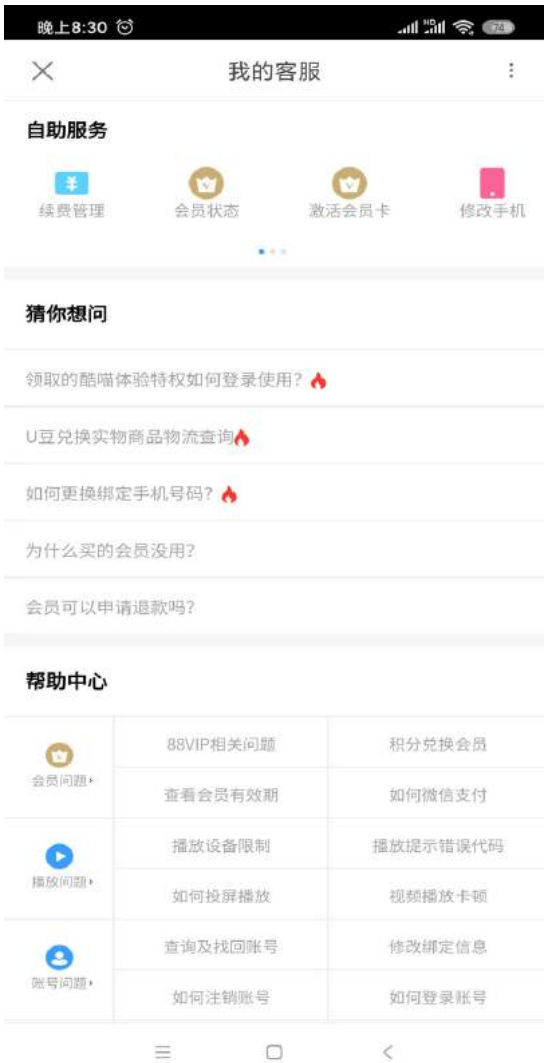 晚上8:30
HD
74
我的客服
自助服务
续费管理 会员状态 激活会员卡 修改手机
猜你想问
领取的酷喵体验特权如何登录使用？
U豆兑换实物商品物流查询
如何更换绑定手机号码？
为什么买的会员没用？
会员可以申请退款吗？
帮助中心
88VIP相关问题 积分兑换会员
会员问题
查看会员有效期 如何微信支付
播放设备限制 播放提示错误代码
播放问题
如何投屏播放 视频播放卡顿
查询及找回账号 修改绑定信息
账号问题
如何注销账号 如何登录账号